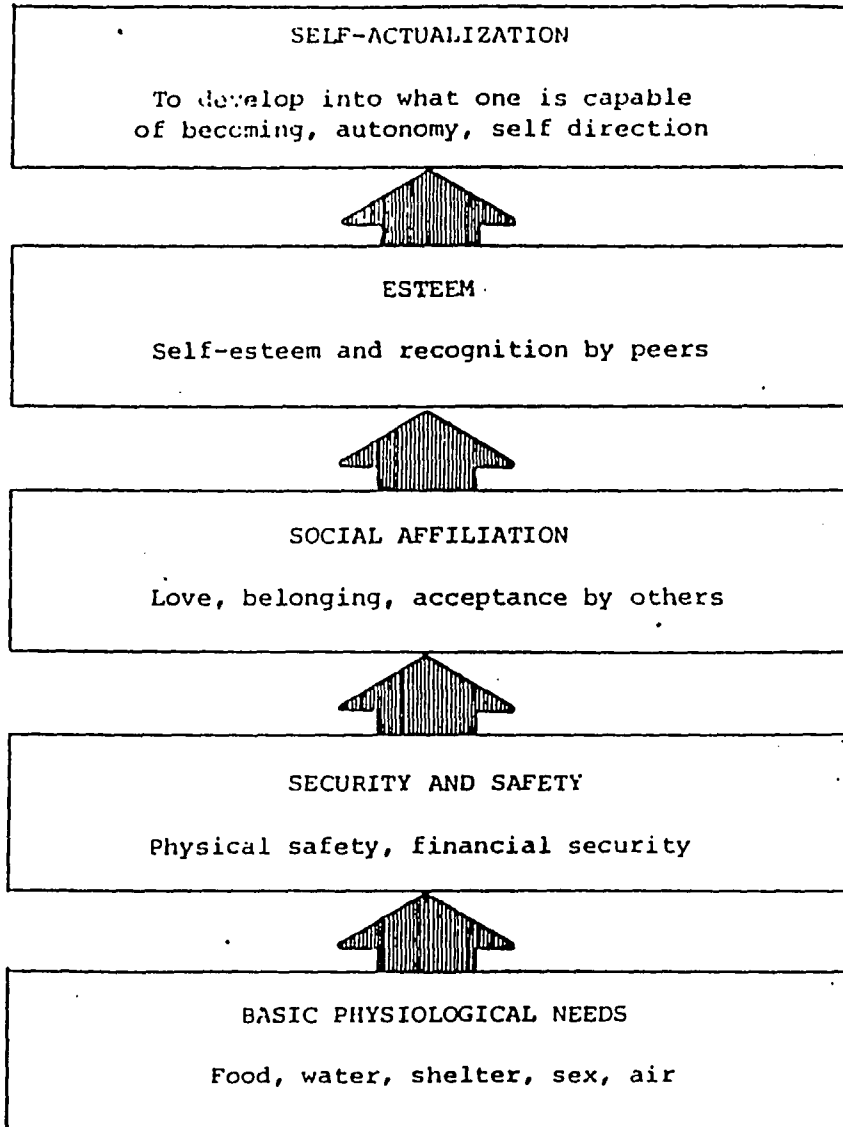 SELF-ACTUALIZATION
To develop into what one is capable
of becoming, autonomy, self direction
ESTEEM
Self-esteem and recognition by peers
SOCIAL AFFILIATION
Love, belonging, acceptance by others
SECURITY AND SAFETY
Physical safety, financial security
BASIC PHYSIOLOGICAL NEEDS
Food, water, shelter, sex, air